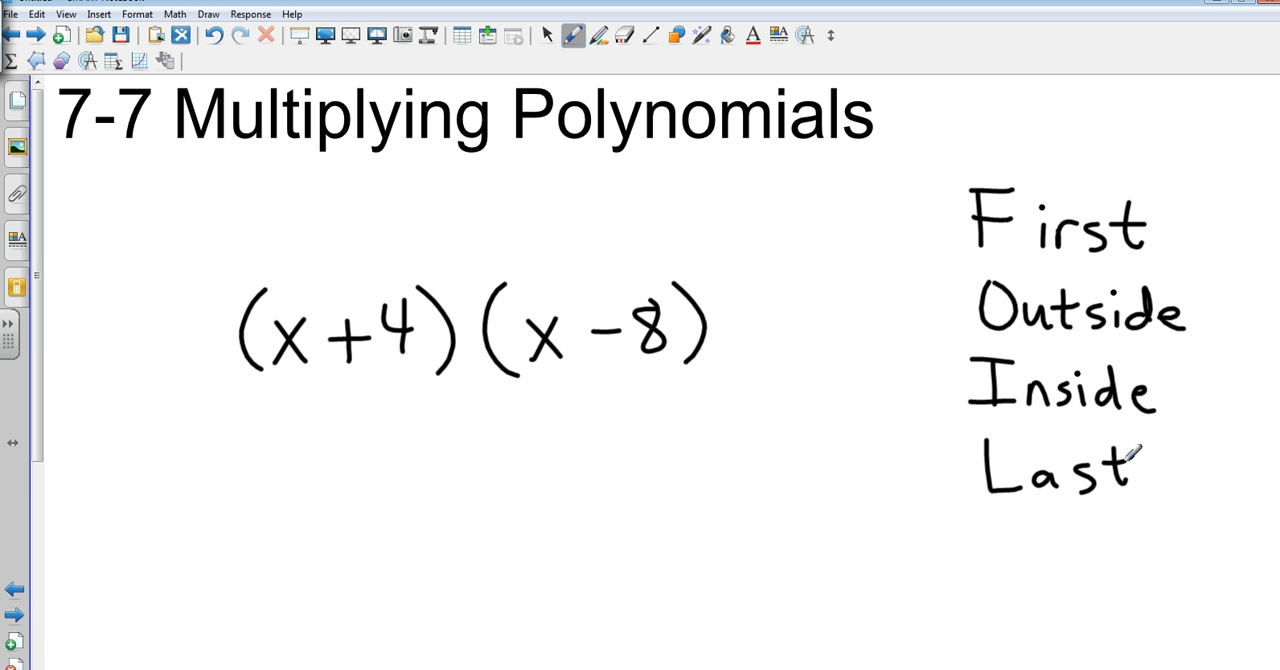 File Edit View Insert Format Math Draw Response Help
7-7 Multiplying Polynomials
First
Outside
(x+4)(x-8)
Inside
Last